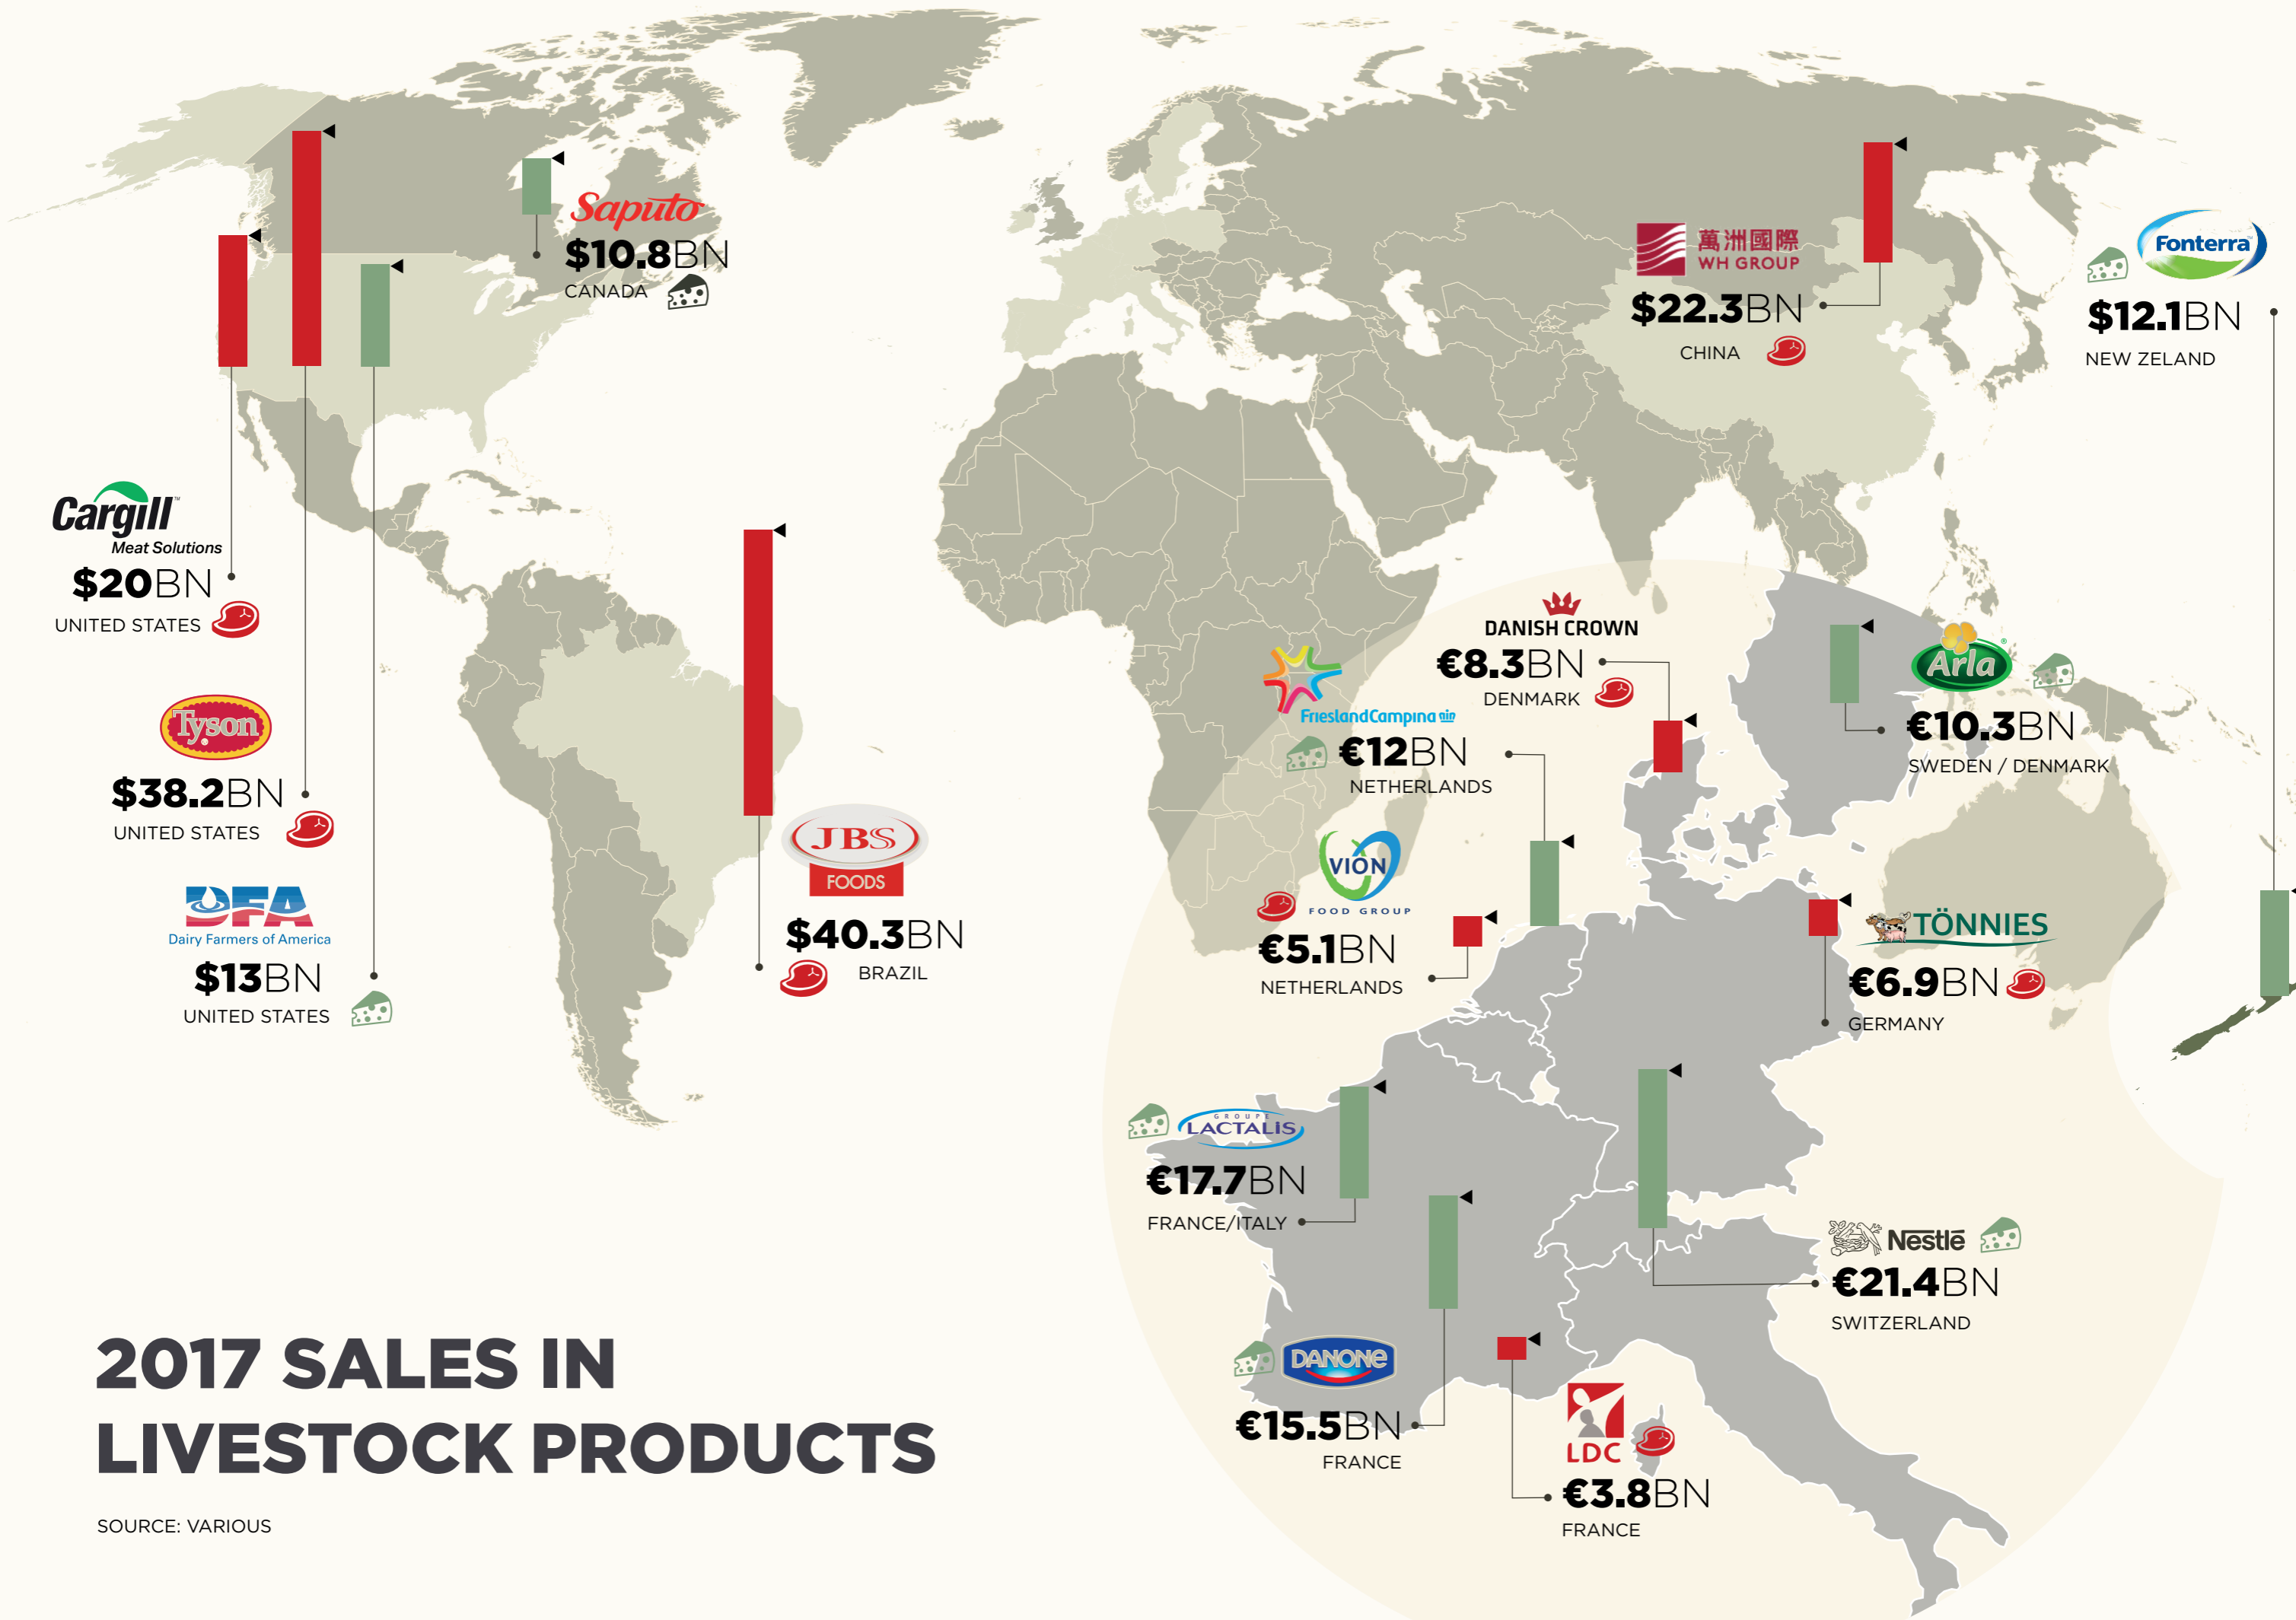 Saputo
$10.8BN
CANADA
萬洲國際
WH GROUP
$22.3BN
CHINA
Fonterra
$12.1BN
NEW ZELAND
Cargill™
Meat Solutions
$20BN
UNITED STATES
Tyson
$38.2BN
UNITED STATES
DFA
Dairy Farmers of America
$13BN
UNITED STATES
JBS
FOODS
$40.3BN
BRAZIL
DANISH CROWN
€8.3BN
DENMARK
FrieslandCampina
€12BN
NETHERLANDS
Arla®
€10.3BN
SWEDEN / DENMARK
VION
FOOD GROUP
€5.1BN
NETHERLANDS
TÖNNIES
€6.9BN
GERMANY
GROUPE
LACTALIS
€17.7BN
FRANCE/ITALY
Nestlé
€21.4BN
SWITZERLAND
DANONE
€15.5BN
FRANCE
LDC
€3.8BN
FRANCE
2017 SALES IN
LIVESTOCK PRODUCTS
SOURCE: VARIOUS